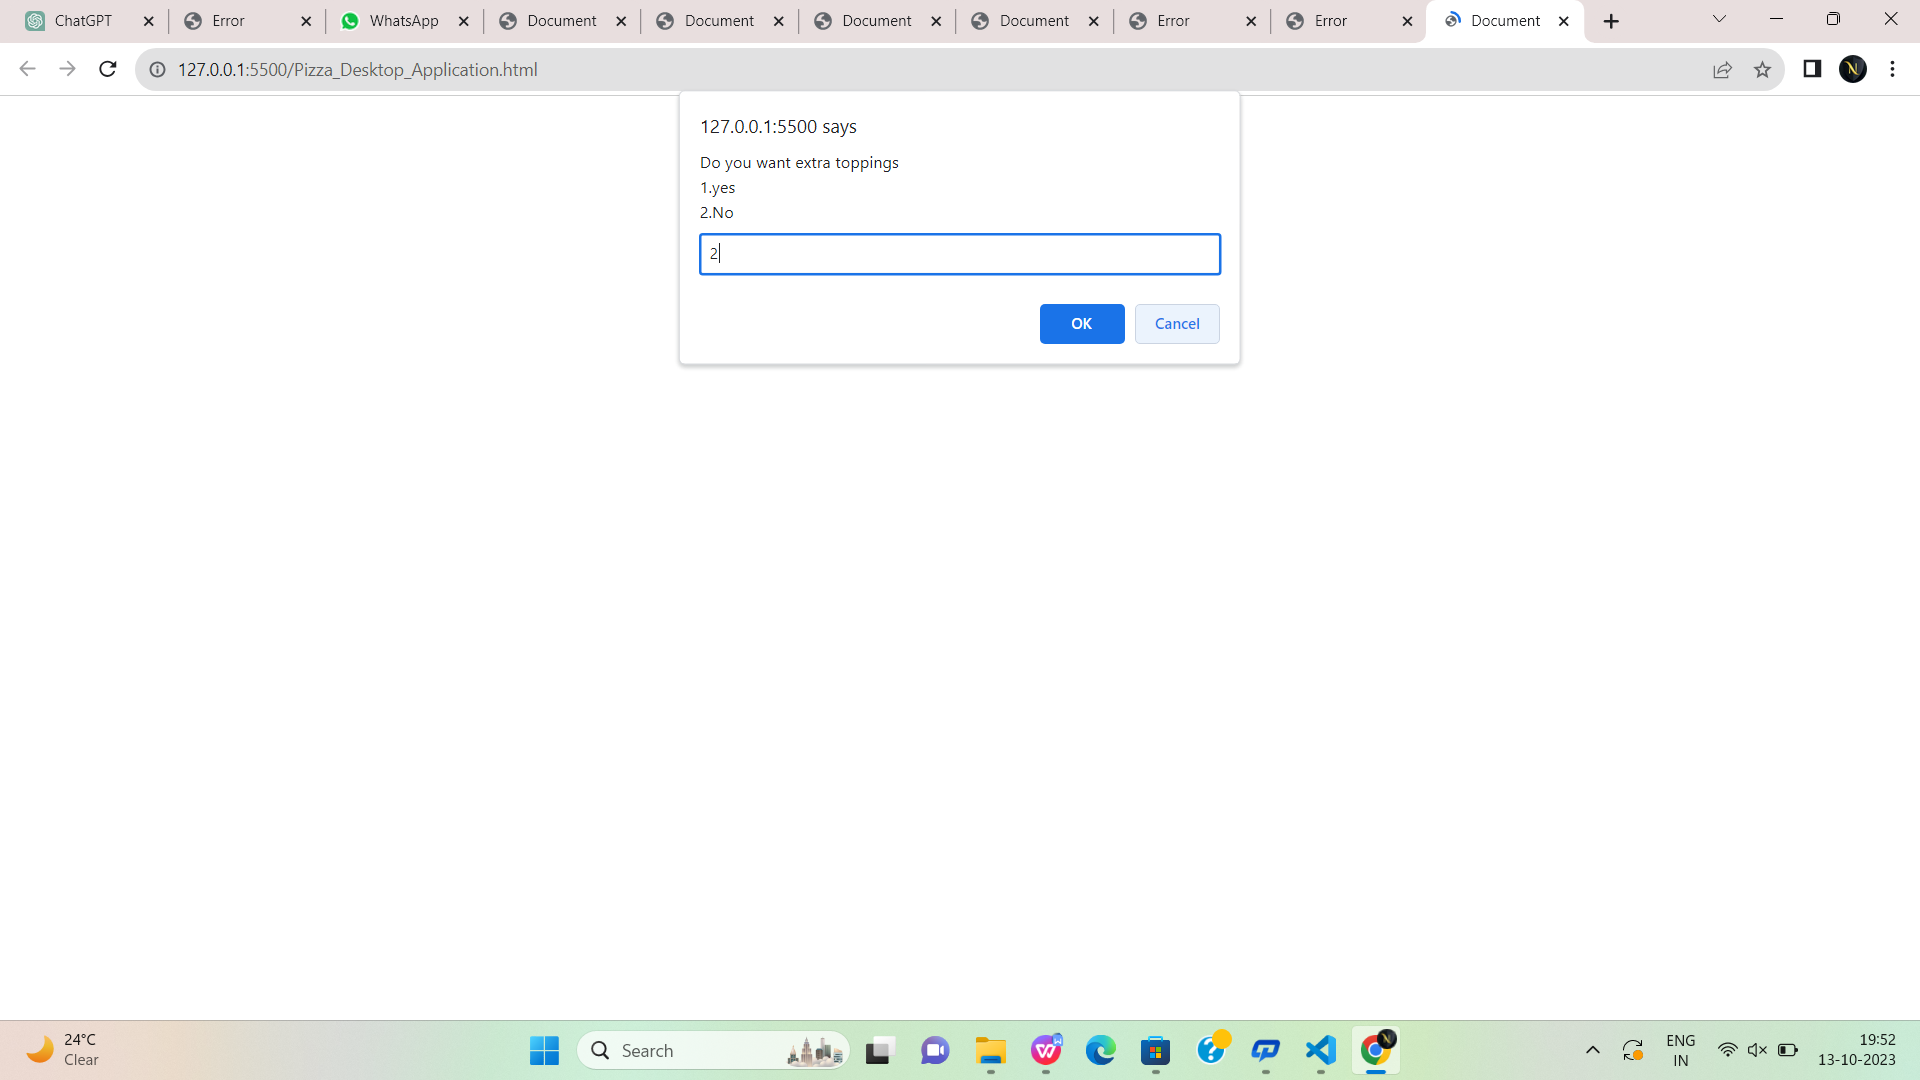 ChatGPT
Error
WhatsApp
Document
Document
Document
Document
Error
Error
Document
127.0.0.1:5500/Pizza_Desktop_Application.html
N
127.0.0.1:5500 says
Do you want extra toppings
1.yes
2.No
2
OK
Cancel
24°C
Clear
Search
ENG
IN
19:52
13-10-2023